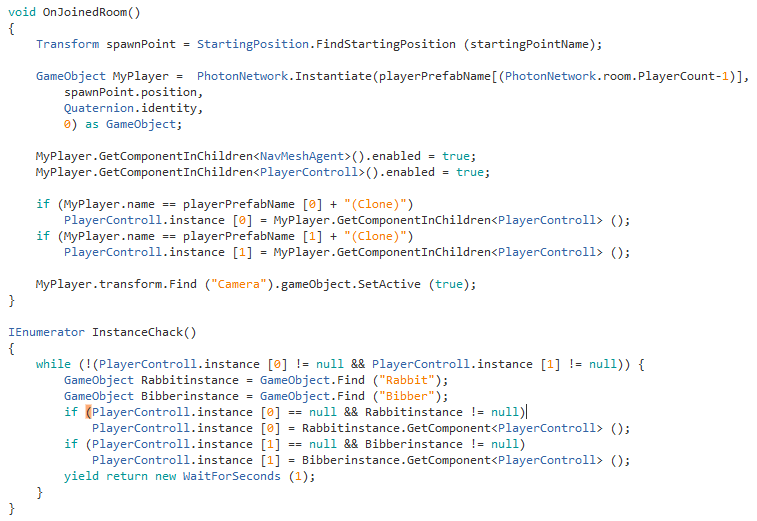 void OnJoinedRoom()
{
    Transform spawnPoint = StartingPosition.FindStartingPosition (startingPointName);

    GameObject MyPlayer =  PhotonNetwork.Instantiate(playerPrefabName[(PhotonNetwork.room.PlayerCount-1)],
        spawnPoint.position,
        Quaternion.identity,
        0) as GameObject;

    MyPlayer.GetComponentInChildren<NavMeshAgent>().enabled = true;
    MyPlayer.GetComponentInChildren<PlayerControll>().enabled = true;

    if (MyPlayer.name == playerPrefabName [0] + "(Clone)")
        PlayerControll.instance [0] = MyPlayer.GetComponentInChildren<PlayerControll> ();
    if (MyPlayer.name == playerPrefabName [1] + "(Clone)")
        PlayerControll.instance [1] = MyPlayer.GetComponentInChildren<PlayerControll> ();

    MyPlayer.transform.Find ("Camera").gameObject.SetActive (true);
}

IEnumerator InstanceChack()
{
    while (!(PlayerControll.instance [0] != null && PlayerControll.instance [1] != null)) {
        GameObject Rabbitinstance = GameObject.Find ("Rabbit");
        GameObject Bibberinstance = GameObject.Find ("Bibber");
        if (PlayerControll.instance [0] == null && Rabbitinstance != null)
            PlayerControll.instance [0] = Rabbitinstance.GetComponent<PlayerControll> ();
        if (PlayerControll.instance [1] == null && Bibberinstance != null)
            PlayerControll.instance [1] = Bibberinstance.GetComponent<PlayerControll> ();
        yield return new WaitForSeconds (1);
    }
}